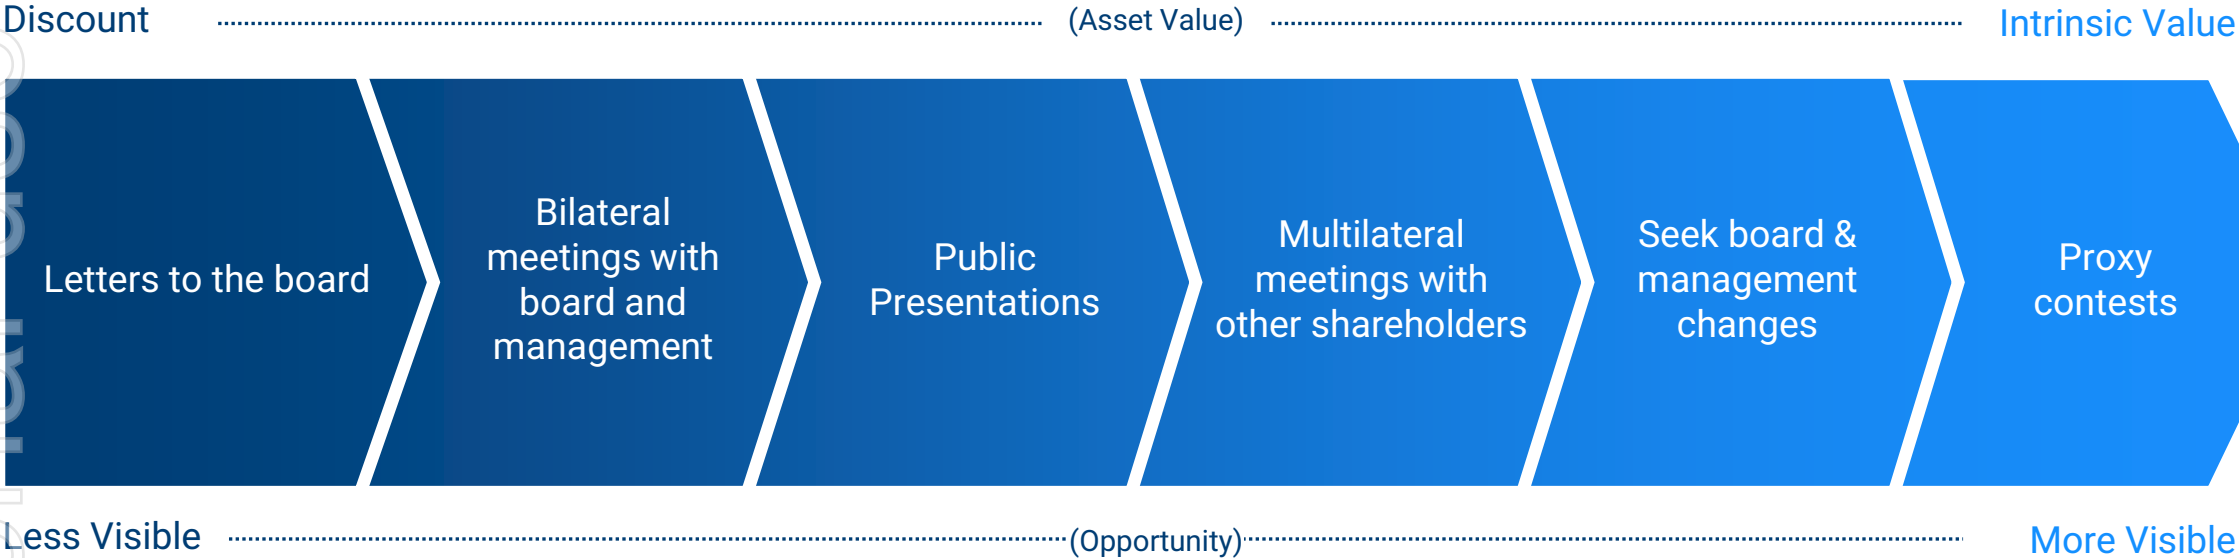 Discount (Asset Value) Intrinsic Value
Letters to the board
Bilateral
meetings with
board and
management
Public
Presentations
Multilateral
meetings with
other shareholders
Seek board &
management
changes
Proxy
contests
Less Visible (Opportunity) More Visible